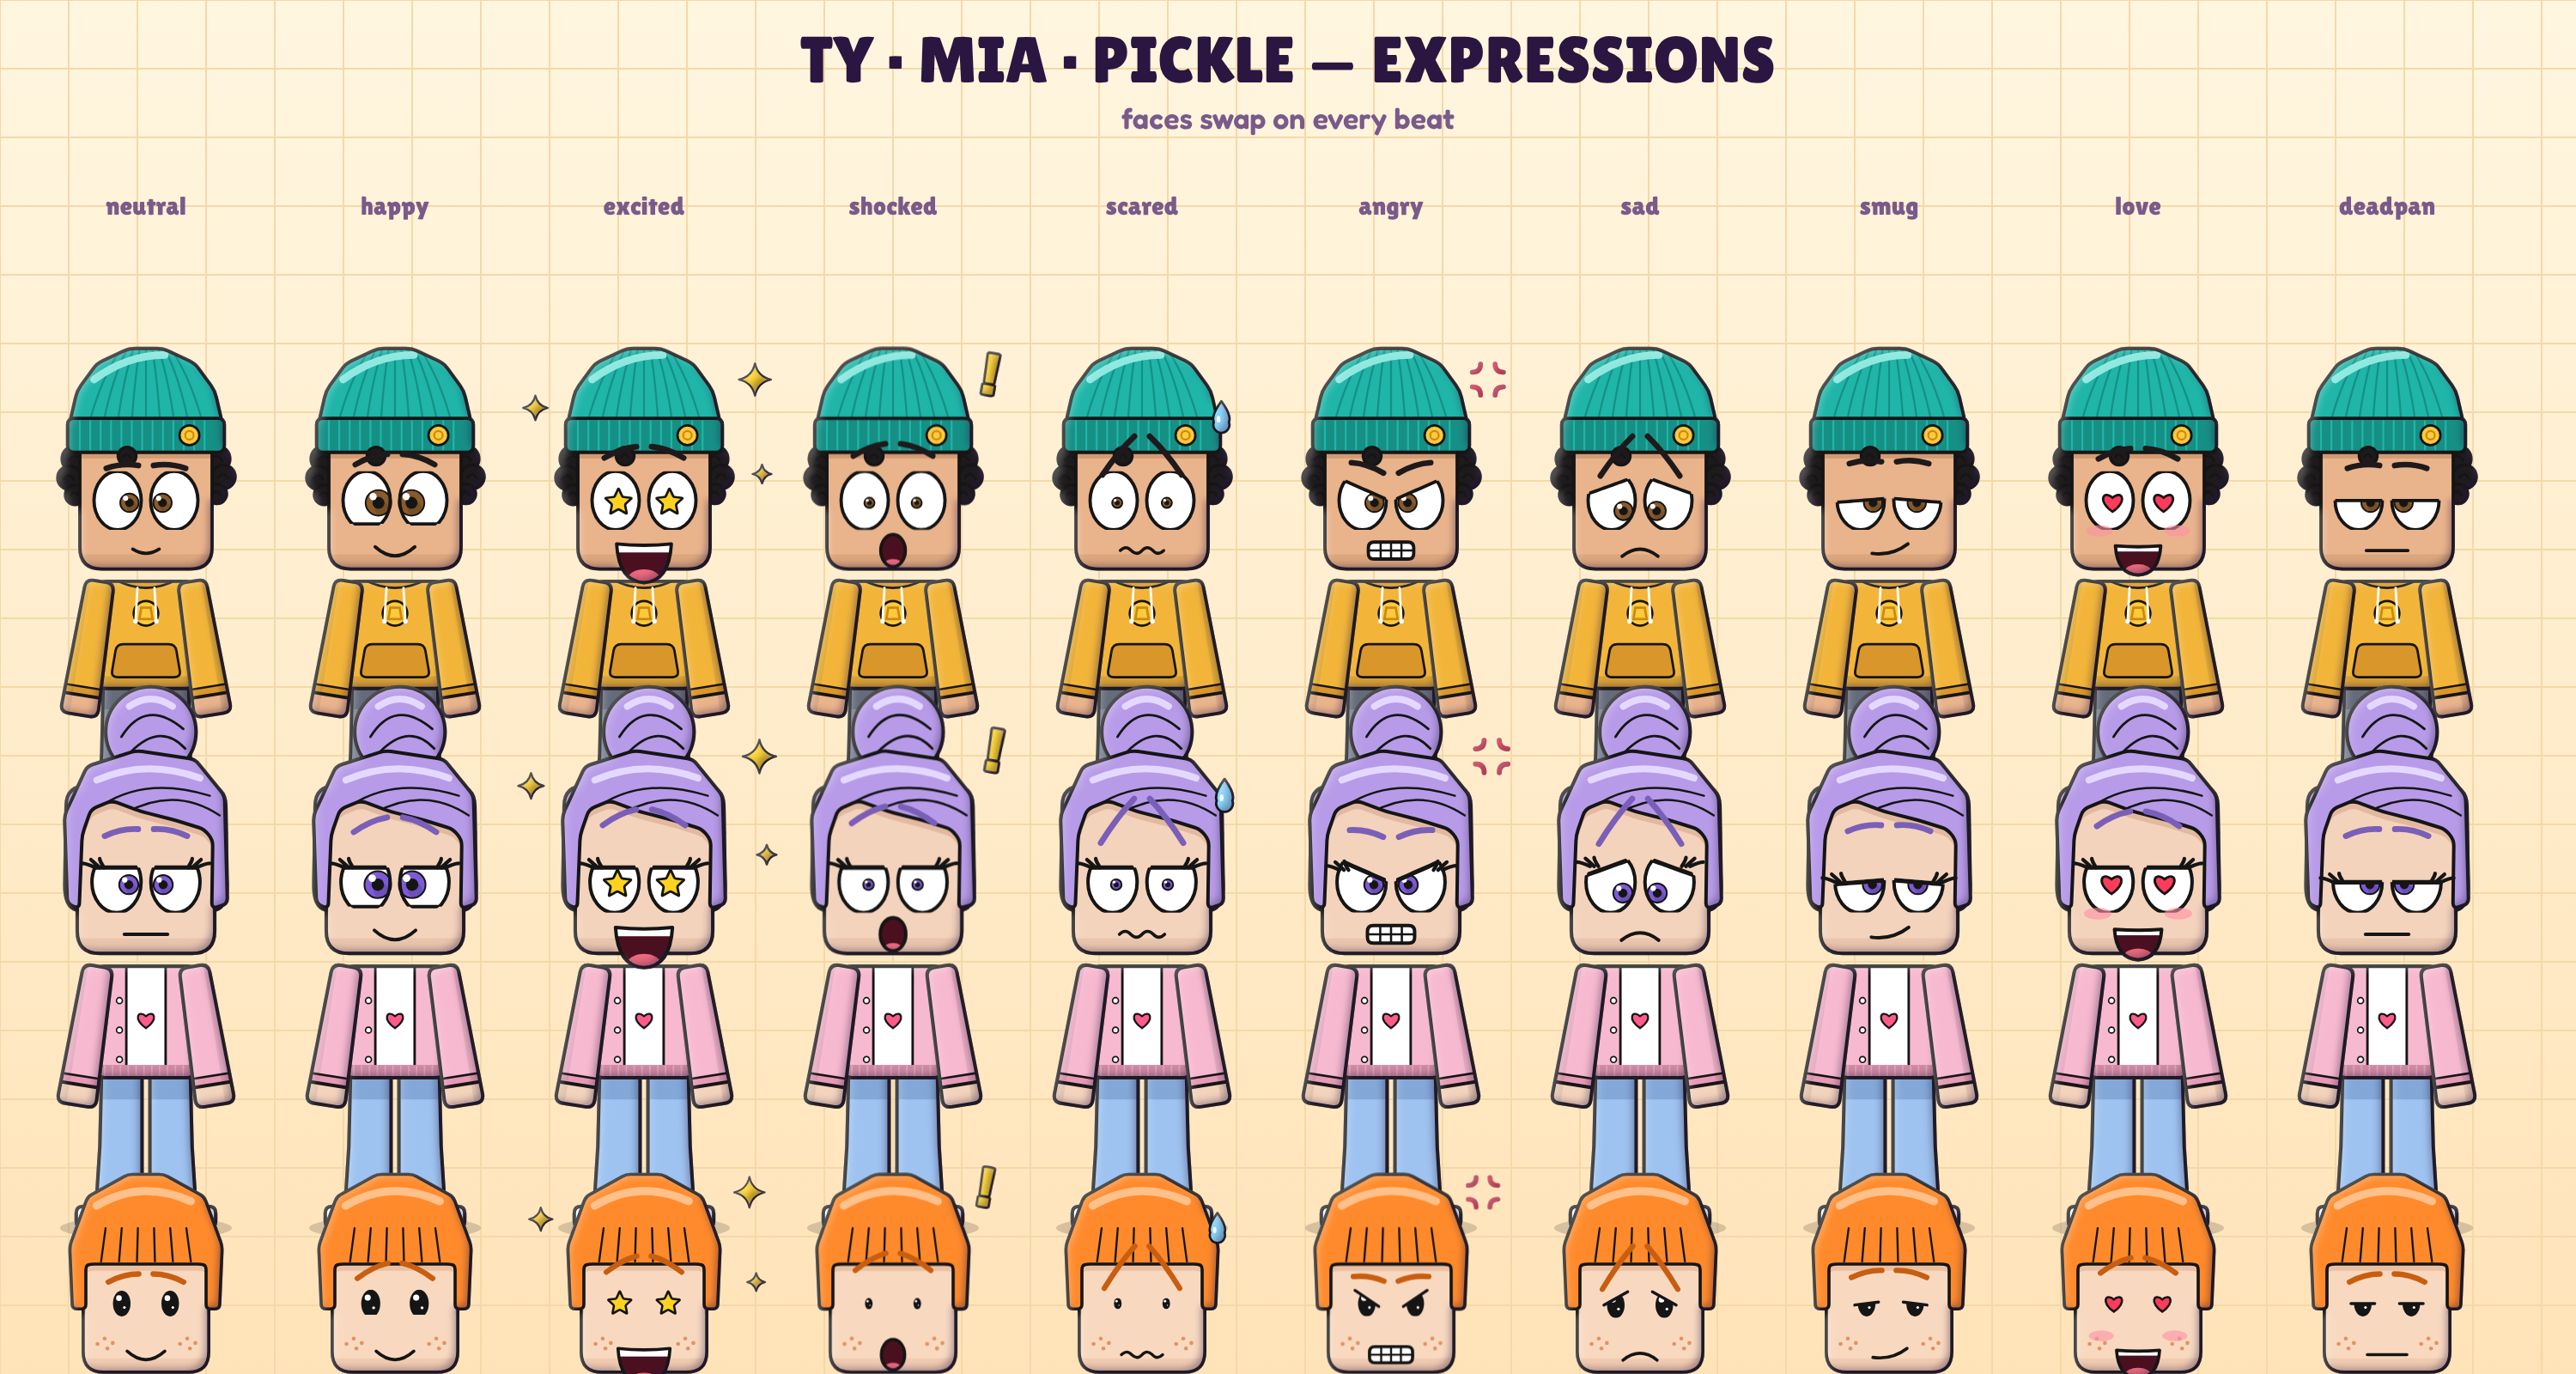 TY · MIA · PICKLE — EXPRESSIONS
faces swap on every beat
neutral happy excited shocked scared angry sad smug love deadpan